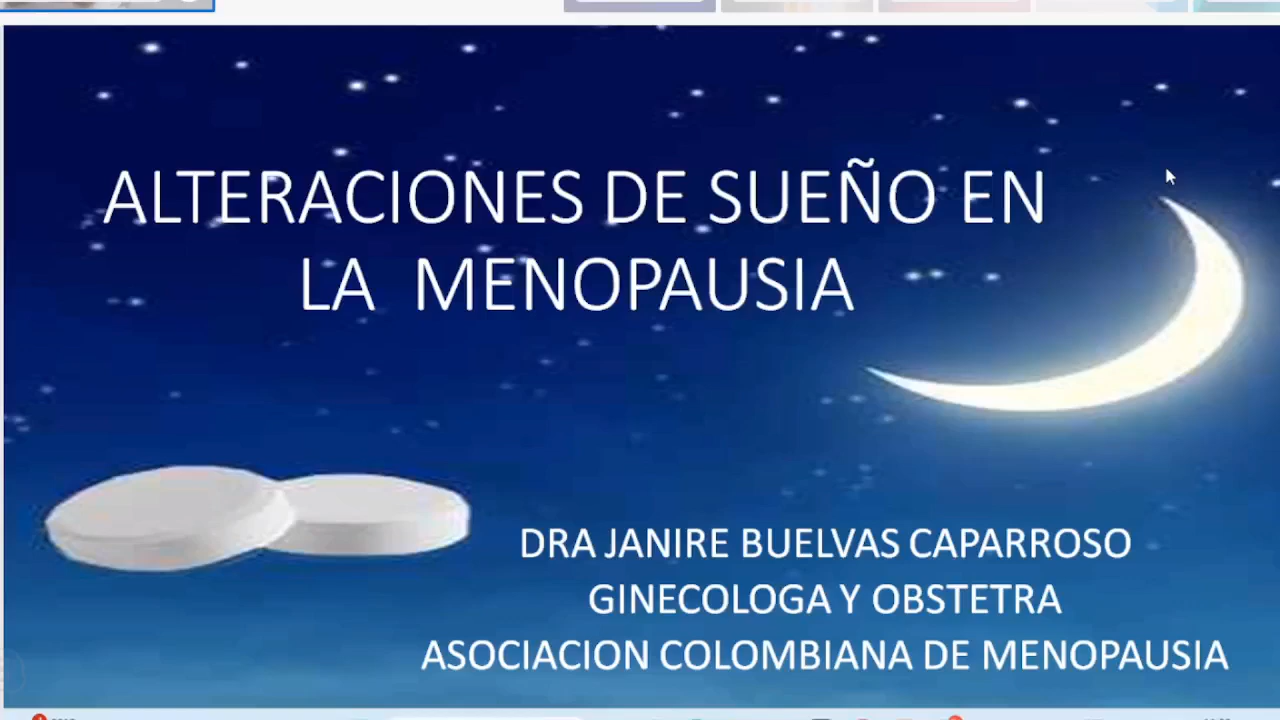 ALTERACIONES DE SUEÑO EN
LA MENOPAUSIA
DRA JANIRE BUELVAS CAPARROSO
GINECOLOGA Y OBSTETRA
ASOCIACION COLOMBIANA DE MENOPAUSIA